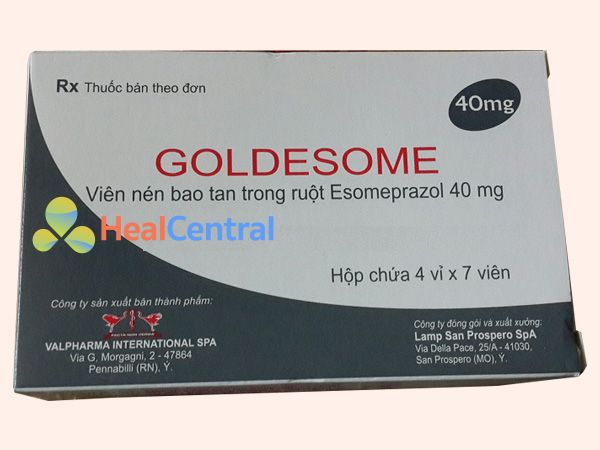 Rx Thuốc bán theo đơn
40mg
GOLDESOME
Viên nén bao tan trong ruột Esomeprazol 40 mg
HealCentral
Hộp chứa 4 vỉ x 7 viên
Công ty sản xuất bán thành phẩm:
FACTA NON VERBA
VALPHARMA INTERNATIONAL SPA
Via G, Morgagni, 2 - 47864
Pennabilli (RN), Ý.
Công ty đóng gói và xuất xưởng:
Lamp San Prospero SpA
Via Della Pace, 25/A - 41030,
San Prospero (MO), Ý.